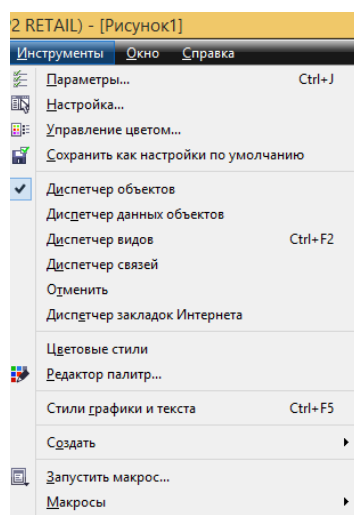 2 RETAIL) - [Рисунок1]
Инструменты Окно Справка
Параметры... Ctrl+J
Настройка...
Управление цветом...
Сохранить как настройки по умолчанию
Диспетчер объектов
Диспетчер данных объектов
Диспетчер видов Ctrl+F2
Диспетчер связей
Отменить
Диспетчер закладок Интернета
Цветовые стили
Редактор палитр...
Стили графики и текста Ctrl+F5
Создать
Запустить макрос...
Макросы